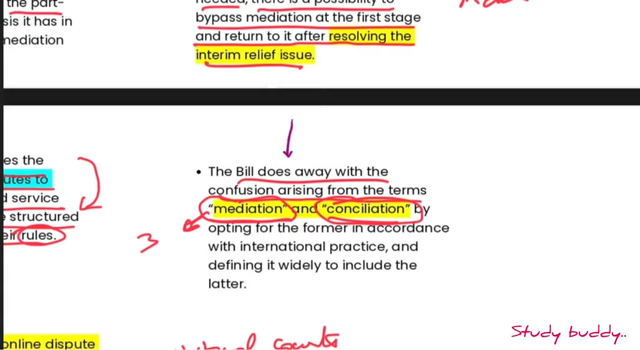 the part-
sis it has in
mediation
needed, there is a possibility to
bypass mediation at the first stage
and return to it after resolving the
interim relief issue.
es the
utes to
d service
e structured
eir rules.
• The Bill does away with the
confusion arising from the terms
“mediation” and “conciliation” by
opting for the former in accordance
with international practice, and
defining it widely to include the
latter.
3
online dispute
courts
Study buddy..